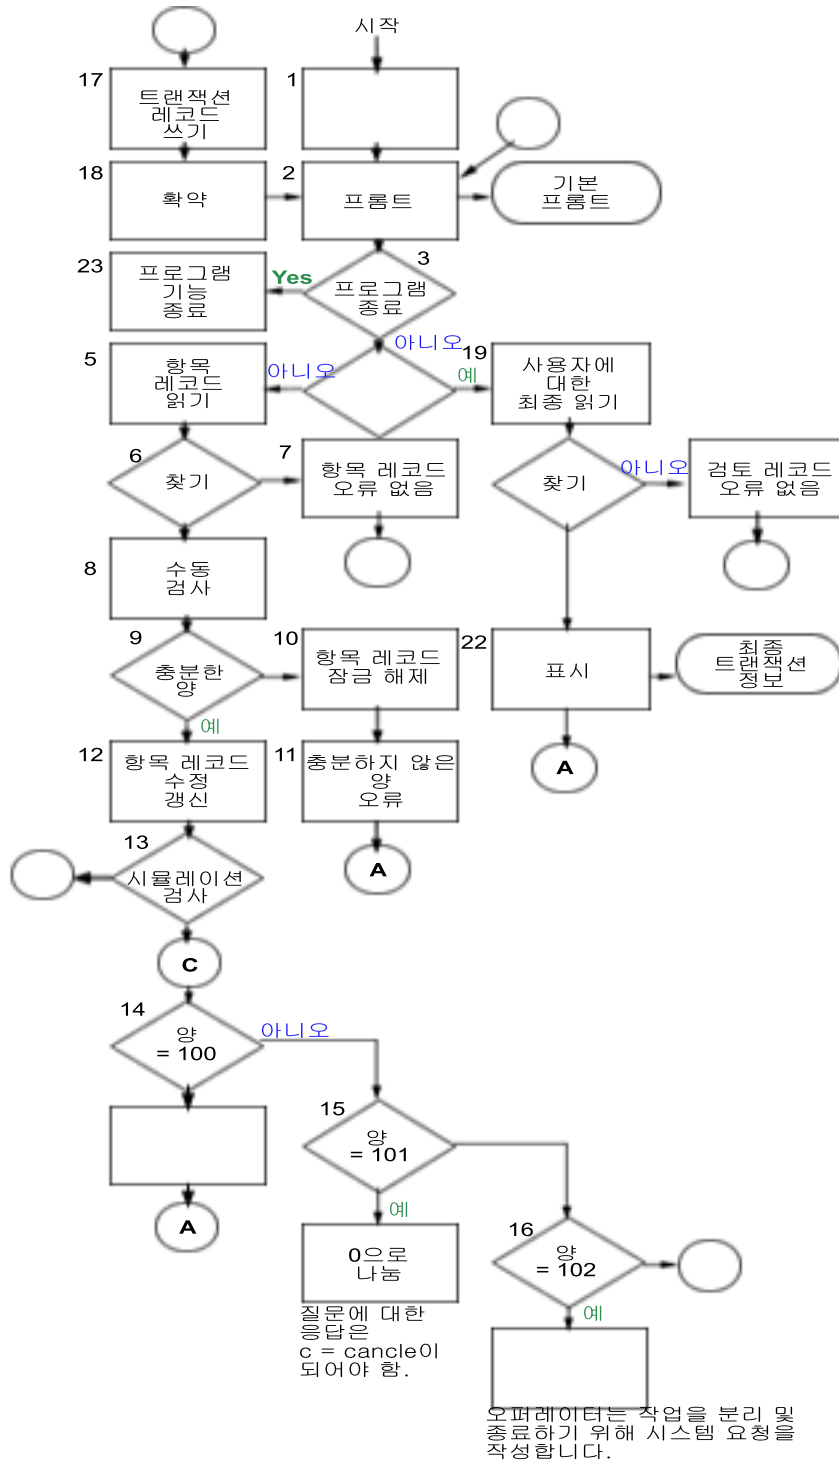 시작
17
트랜잭션
레코드
쓰기
1
18
확약
2
프롬트
기본
프롬트
23
프로그램
기능
종료
Yes
3
프로그램
종료
아니오
5
항목
레코드
읽기
아니오
예
19
사용자에
대한
최종 읽기
6
찾기
7
항목 레코드
오류 없음
찾기
아니오
검토 레코드
오류 없음
8
수동
검사
9
충분한
양
예
10
항목 레코드
잠금 해제
22
표시
최종
트랜잭션
정보
12
항목 레코드
수정
갱신
11
충분하지 않은
양
오류
A
13
시뮬레이션
검사
A
C
14
양
= 100
아니오
15
양
= 101
예
A
0으로
나눔
16
양
= 102
예
질문에 대한
응답은
c = cancle이
되어야 함.
오퍼레이터는 작업을 분리 및
종료하기 위해 시스템 요청을
작성합니다.